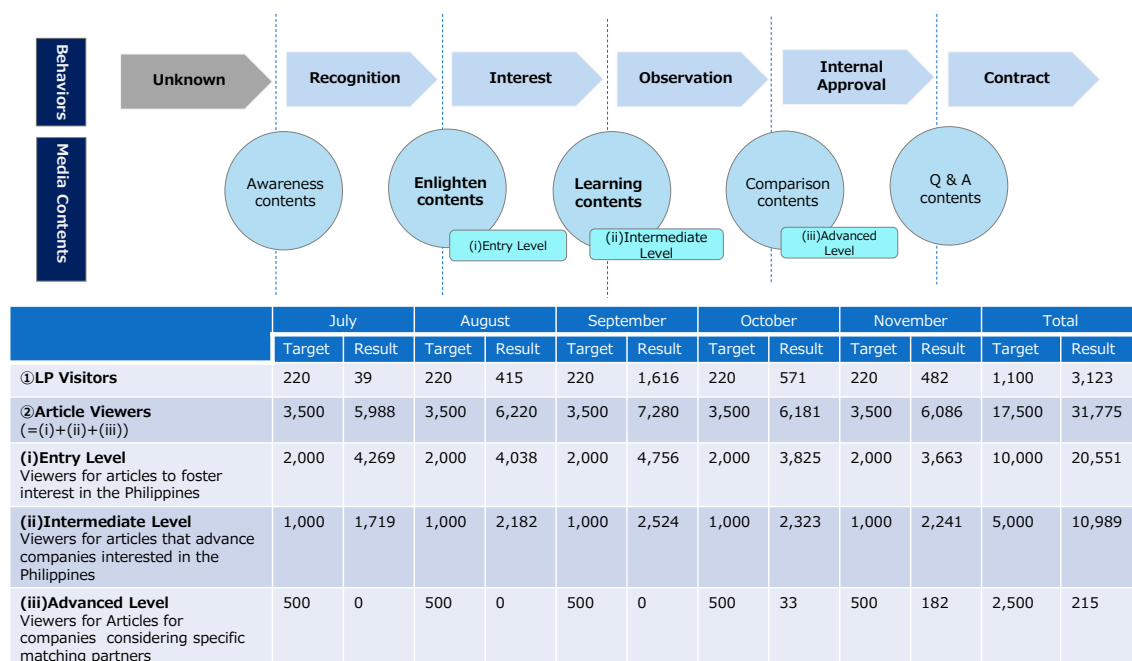 Behaviors
Unknown
Recognition
Interest
Observation
Internal
Approval
Contract
Media Contents
Awareness
contents
Enlighten
contents
Learning
contents
Comparison
contents
Q & A
contents
(i)Entry Level
(ii)Intermediate
Level
(iii)Advanced
Level
July August September October November Total
Target Result Target Result Target Result Target Result Target Result Target Result
①LP Visitors 220 39 220 415 220 1,616 220 571 220 482 1,100 3,123
②Article Viewers 3,500 5,988 3,500 6,220 3,500 7,280 3,500 6,181 3,500 6,086 17,500 31,775
(=(i)+(ii)+(iii))
(i)Entry Level 2,000 4,269 2,000 4,038 2,000 4,756 2,000 3,825 2,000 3,663 10,000 20,551
Viewers for articles to foster
interest in the Philippines
(ii)Intermediate Level 1,000 1,719 1,000 2,182 1,000 2,524 1,000 2,323 1,000 2,241 5,000 10,989
Viewers for articles that advance
companies interested in the
Philippines
(iii)Advanced Level 500 0 500 0 500 0 500 33 500 182 2,500 215
Viewers for Articles for
companies considering specific
matching partners